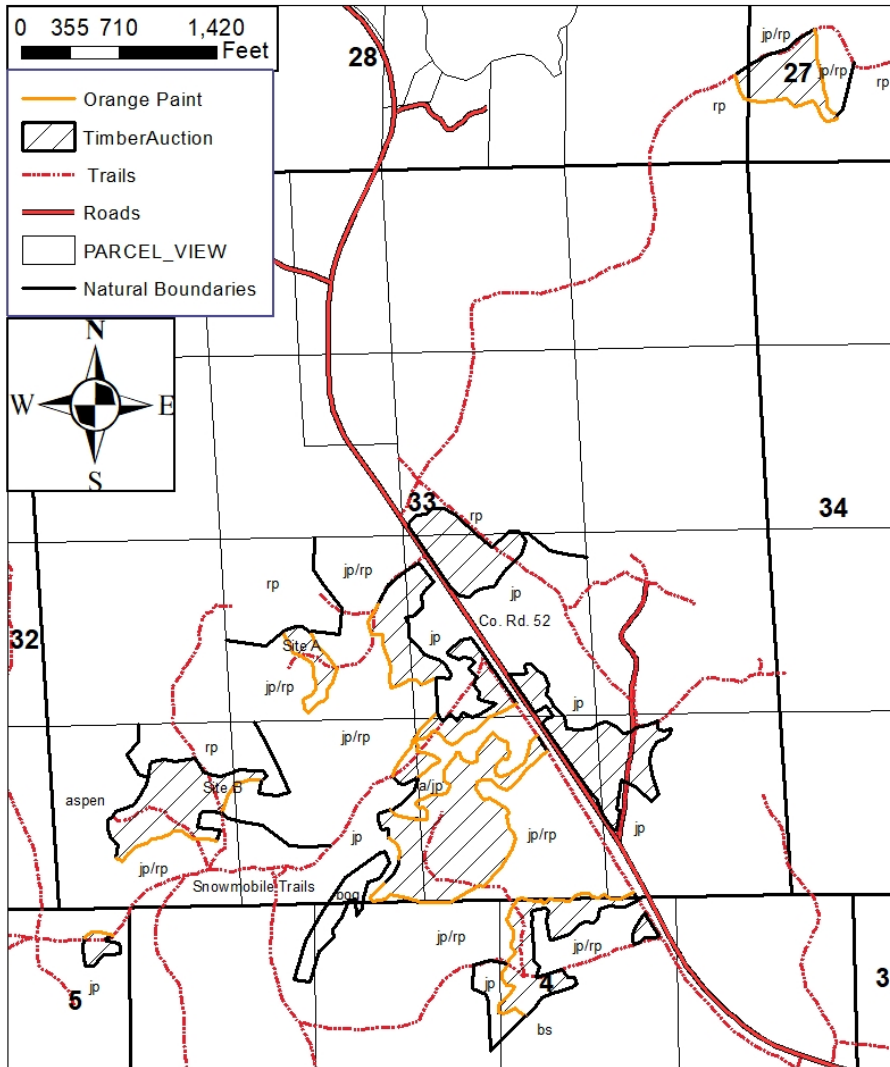 0 355 710 1,420
Feet
Orange Paint
TimberAuction
Trails
Roads
PARCEL_VIEW
Natural Boundaries
N
W E
S
28
jp/rp
27
jp/rp
rp
rp
33
rp
34
rp
jp/rp
jp
Co. Rd. 52
jp
32
Site A
jp/rp
jp
rp
jp/rp
aspen
Site B
a/jp
jp
jp/rp
jp
jp/rp
Snowmobile Trails
bog
jp/rp
jp/rp
jp
5
jp
4
3
bs